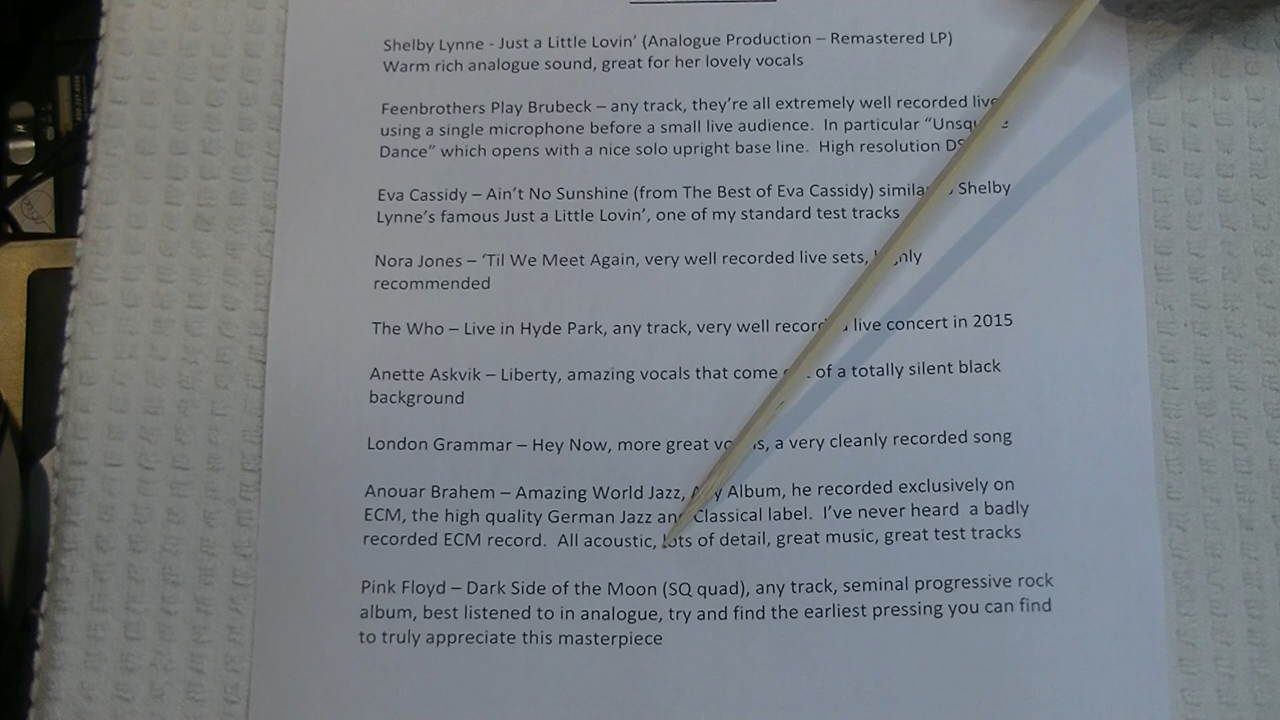 Shelby Lynne - Just a Little Lovin’ (Analogue Production – Remastered LP)
Warm rich analogue sound, great for her lovely vocals
Feenbrothers Play Brubeck – any track, they’re all extremely well recorded live
using a single microphone before a small live audience. In particular “
Dance” which opens with a nice solo upright base line. High resolution
Eva Cassidy – Ain’t No Sunshine (from The Best of Eva Cassidy) similar Shelby
Lynne’s famous Just a Little Lovin’, one of my standard test tracks
Nora Jones – ‘Til We Meet Again, very well recorded live sets, highly
recommended
The Who – Live in Hyde Park, any track, very well recorded live concert in 2015
Anette Askvik – Liberty, amazing vocals that come of a totally silent black
background
London Grammar – Hey Now, more great vocals, a very cleanly recorded song
Anouar Brahem – Amazing World Jazz, Any Album, he recorded exclusively on
ECM, the high quality German Jazz and Classical label. I’ve never heard a badly
recorded ECM record. All acoustic, lots of detail, great music, great test tracks
Pink Floyd – Dark Side of the Moon (SQ quad), any track, seminal progressive rock
album, best listened to in analogue, try and find the earliest pressing you can find
to truly appreciate this masterpiece